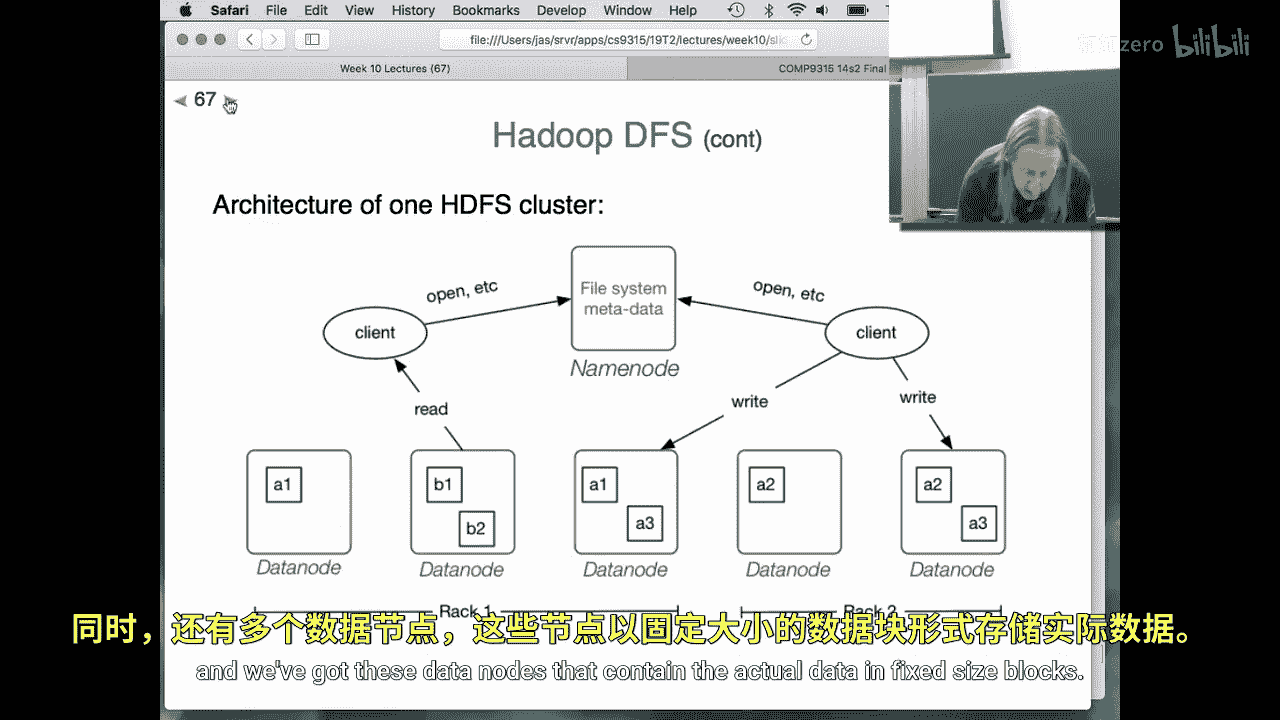 Safari File Edit View History Bookmarks Develop Window Help
file:///Users/jas/srvr/apps/cs9315/19T2/lectures/week10/sli
Week 10 Lectures (67)
COMP9315 14s2 Final
zero bilibili
67
Hadoop DFS (cont)
Architecture of one HDFS cluster:
open, etc
File system
meta-data
open, etc
client
client
Namenode
read
write
write
a1
b1
b2
a1
a3
a2
a2
a3
Datanode
Datanode
Datanode
Datanode
Datanode
Rack 1
Rack 2
同时，还有多个数据节点，这些节点以固定大小的数据块形式存储实际数据。
and we've got these data nodes that contain the actual data in fixed size blocks.